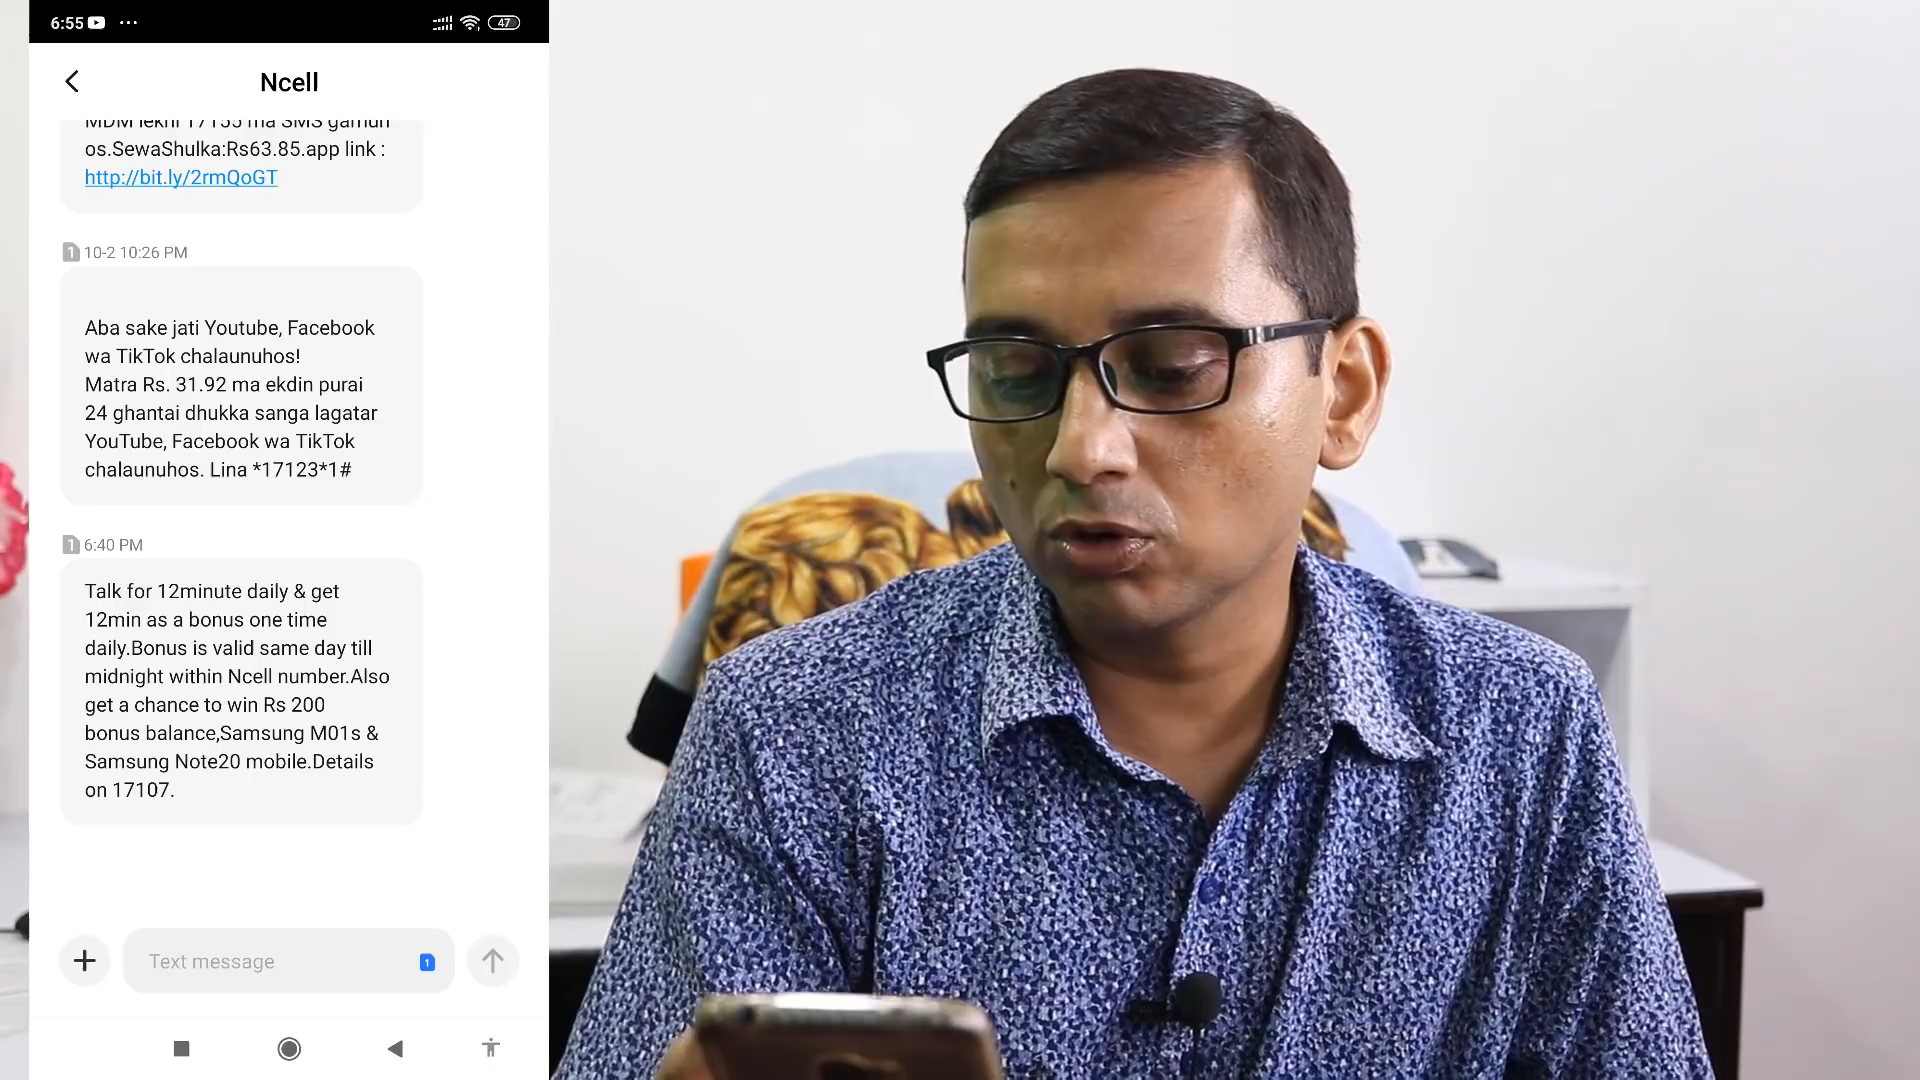 6:55
47
Ncell
os.SewaShulka:Rs63.85.app link :
http://bit.ly/2rmQoGT
1 10-2 10:26 PM
Aba sake jati Youtube, Facebook
wa TikTok chalaunuhos!
Matra Rs. 31.92 ma ekdin purai
24 ghantai dhukka sanga lagatar
YouTube, Facebook wa TikTok
chalaunuhos. Lina *17123*1#
1 6:40 PM
Talk for 12minute daily & get
12min as a bonus one time
daily.Bonus is valid same day till
midnight within Ncell number.Also
get a chance to win Rs 200
bonus balance,Samsung M01s &
Samsung Note20 mobile.Details
on 17107.
Text message
1